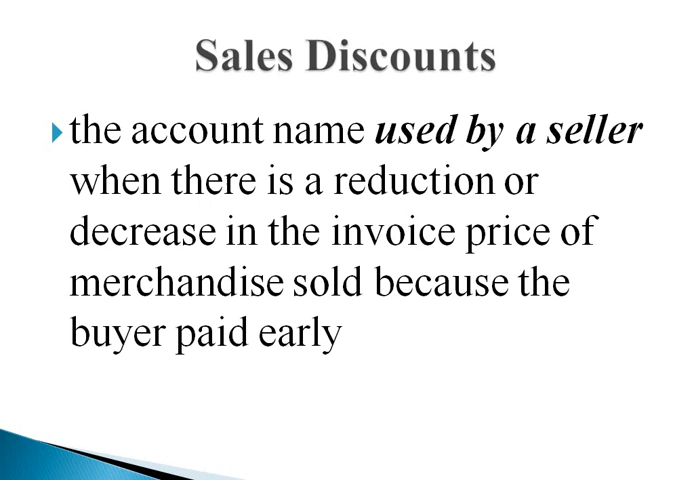 Sales Discounts
the account name used by a seller
when there is a reduction or
decrease in the invoice price of
merchandise sold because the
buyer paid early